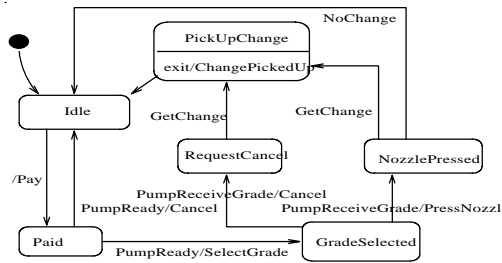 NoChange
PickUpChange
exit/ChangePickedUp
Idle
GetChange
GetChange
RequestCancel
NozzlePressed
/Pay
PumpReceiveGrade/Cancel
PumpReady/Cancel
PumpReceiveGrade/PressNozzl
Paid
GradeSelected
PumpReady/SelectGrade